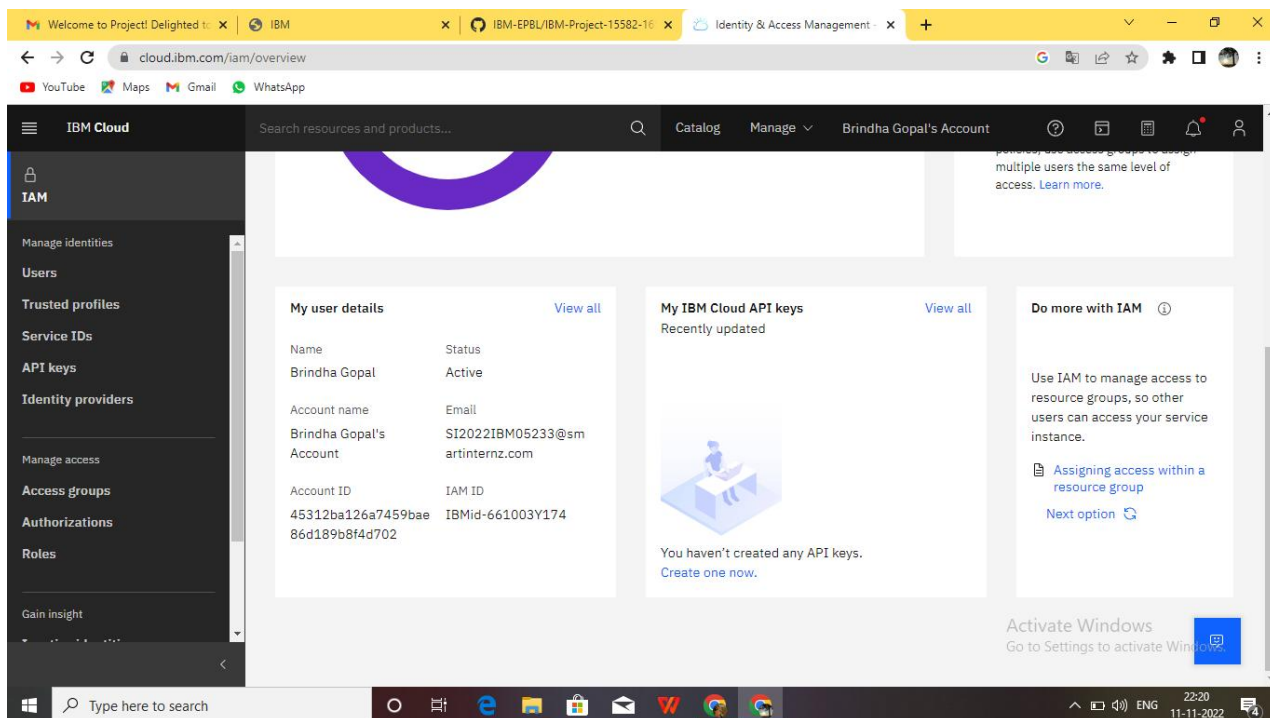 Welcome to Project! Delighted to
IBM
IBM-EPBL/IBM-Project-15582-16
Identity & Access Management -
cloud.ibm.com/iam/overview
YouTube Maps Gmail WhatsApp
IBM Cloud
Search resources and products...
Catalog Manage Brindha Gopal's Account
IAM
Manage identities
Users
Trusted profiles
Service IDs
API keys
Identity providers
Manage access
Access groups
Authorizations
Roles
Gain insight
policies, use access groups to assign
multiple users the same level of
access. Learn more.
My user details View all
Name Status
Brindha Gopal Active
Account name Email
Brindha Gopal's SI2022IBM05233@sm
Account artinternz.com
Account ID IAM ID
45312ba126a7459bae IBMid-661003Y174
86d189b8f4d702
My IBM Cloud API keys View all
Recently updated
You haven't created any API keys.
Create one now.
Do more with IAM
Use IAM to manage access to
resource groups, so other
users can access your service
instance.
Assigning access within a
resource group
Next option
Activate Windows
Go to Settings to activate Windows.
Type here to search
ENG
22:20
11-11-2022
4